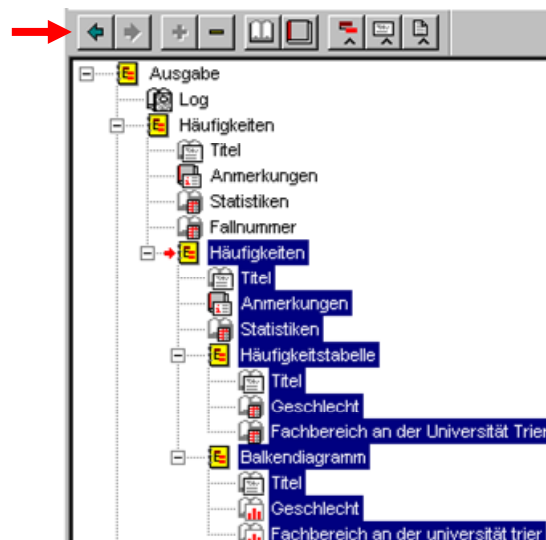 Ausgabe
Log
Häufigkeiten
Titel
Anmerkungen
Statistiken
Fallnummer
Häufigkeiten
Titel
Anmerkungen
Statistiken
Häufigkeitstabelle
Titel
Geschlecht
Fachbereich an der Universität Trier
Balkendiagramm
Titel
Geschlecht
Fachbereich an der universität trier